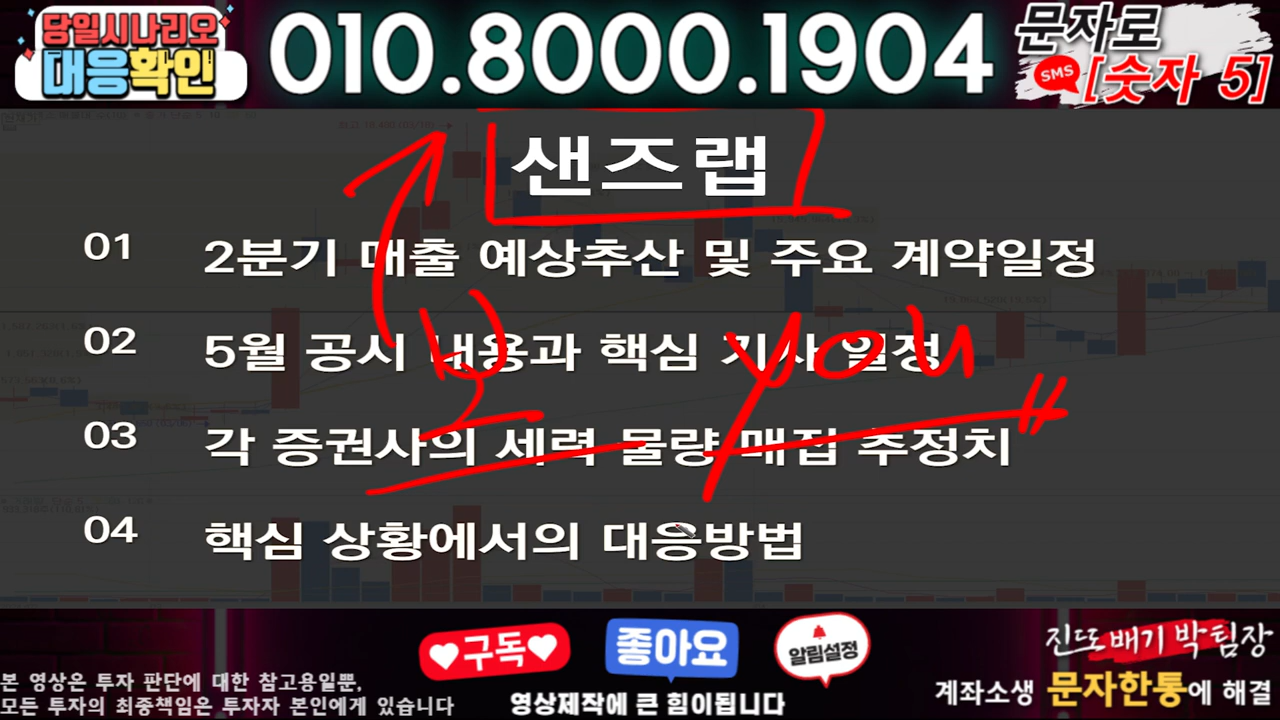 당일시나리오
대응확인
010.8000.1904
문자로
SMS
[숫자 5]
샌즈랩
01 2분기 매출 예상추산 및 주요 계약일정
02 5월 공시 내용과 핵심 기사 일정
03 각 증권사의 세력 물량 매집 추정치
04 핵심 상황에서의 대응방법
보 you
구독
좋아요
알림설정
영상제작에 큰 힘이됩니다
본 영상은 투자 판단에 대한 참고용일뿐,
모든 투자의 최종책임은 투자자 본인에게 있습니다
진또배기 박팀장
계좌소생 문자한통에 해결